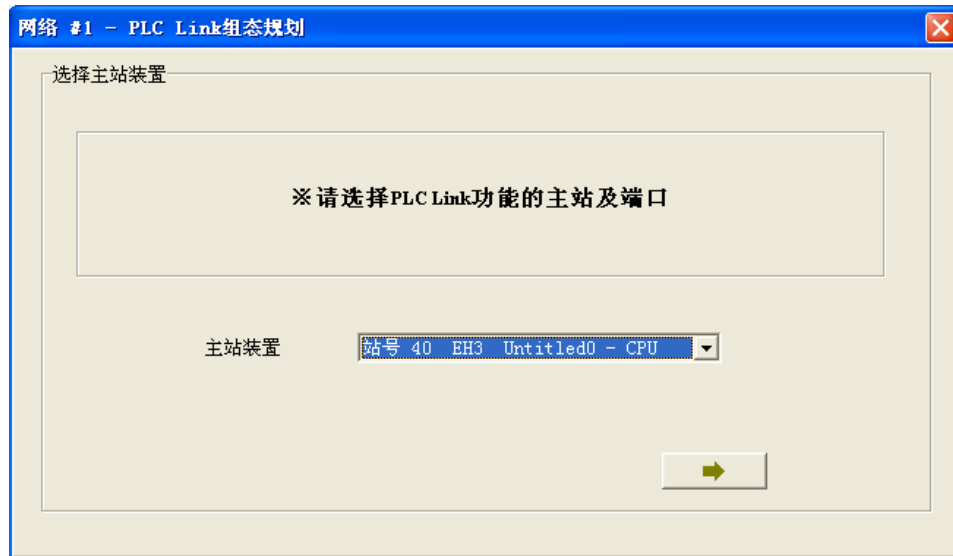 网络 #1 - PLC Link组态规划
选择主站装置
※请选择PLC Link功能的主站及端口
主站装置
站号 40 EH3 Untitled0 - CPU